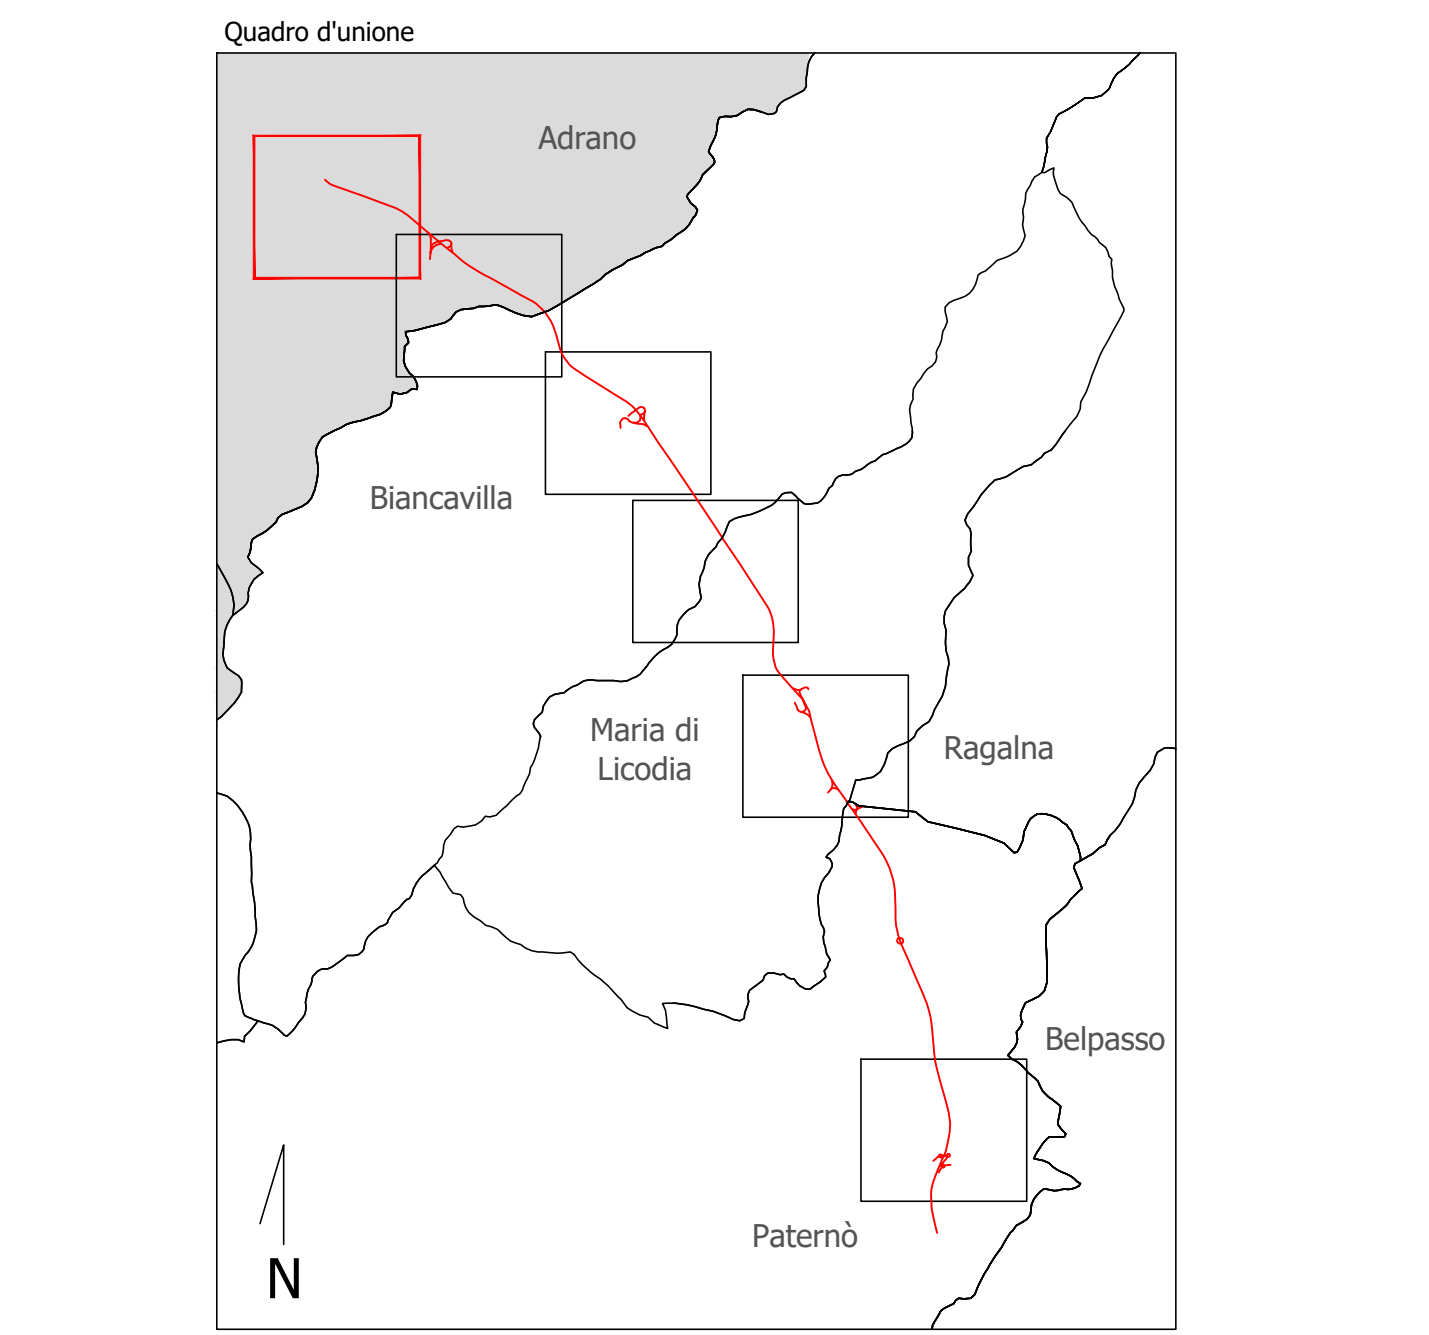 Quadro d'unione
Adrano
Biancavilla
Maria di
Licodia
Ragalna
Belpasso
Paternò
N